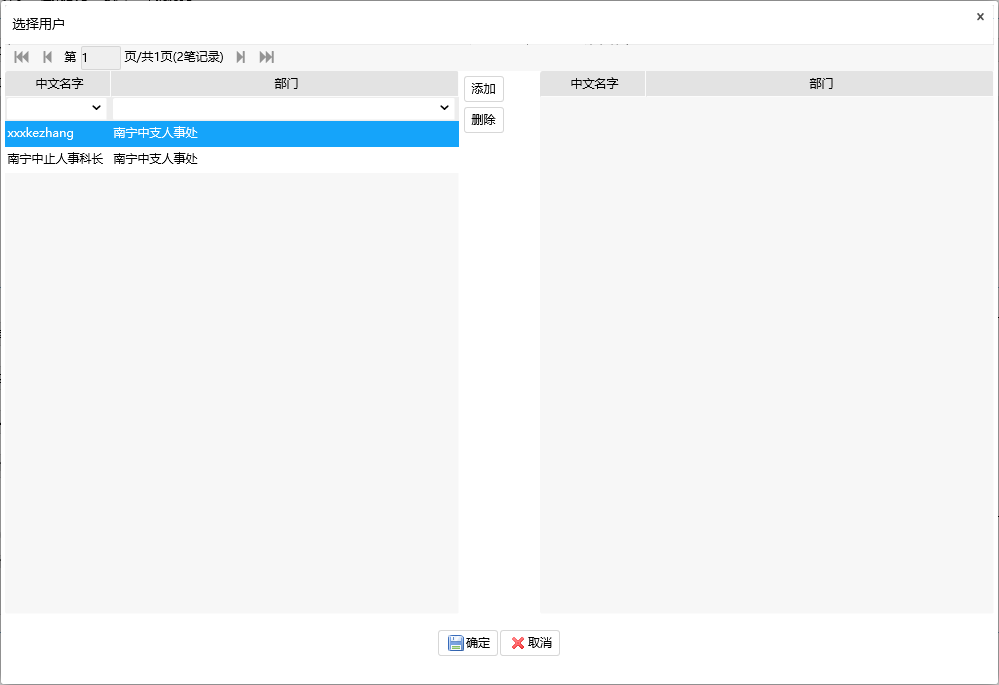 选择用户
×
第 1 页/共1页(2笔记录)
中文名字 部门
添加
中文名字 部门
删除
xxxkezhang 南宁中支人事处
南宁中止人事科长 南宁中支人事处
确定 取消